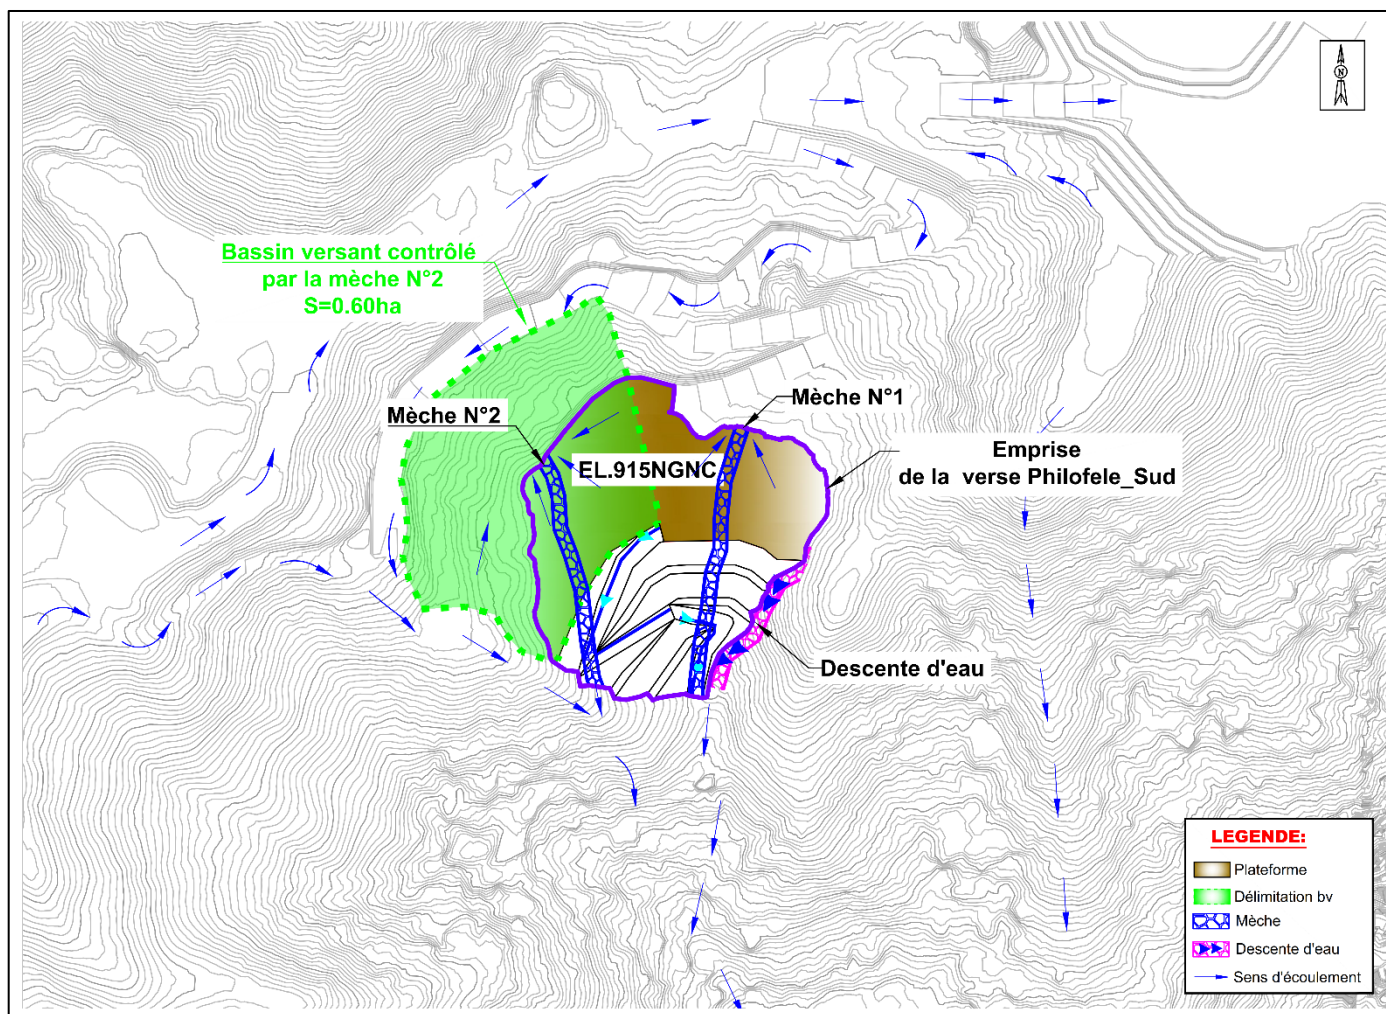 N
Bassin versant contrôlé
par la mèche N°2
S=0.60ha
Mèche N°2
Mèche N°1
EL.915NGNC
Emprise
de la verse Philofele_Sud
Descente d'eau
LEGENDE:
Plateforme
Délimitation bv
Mèche
Descente d'eau
Sens d'écoulement